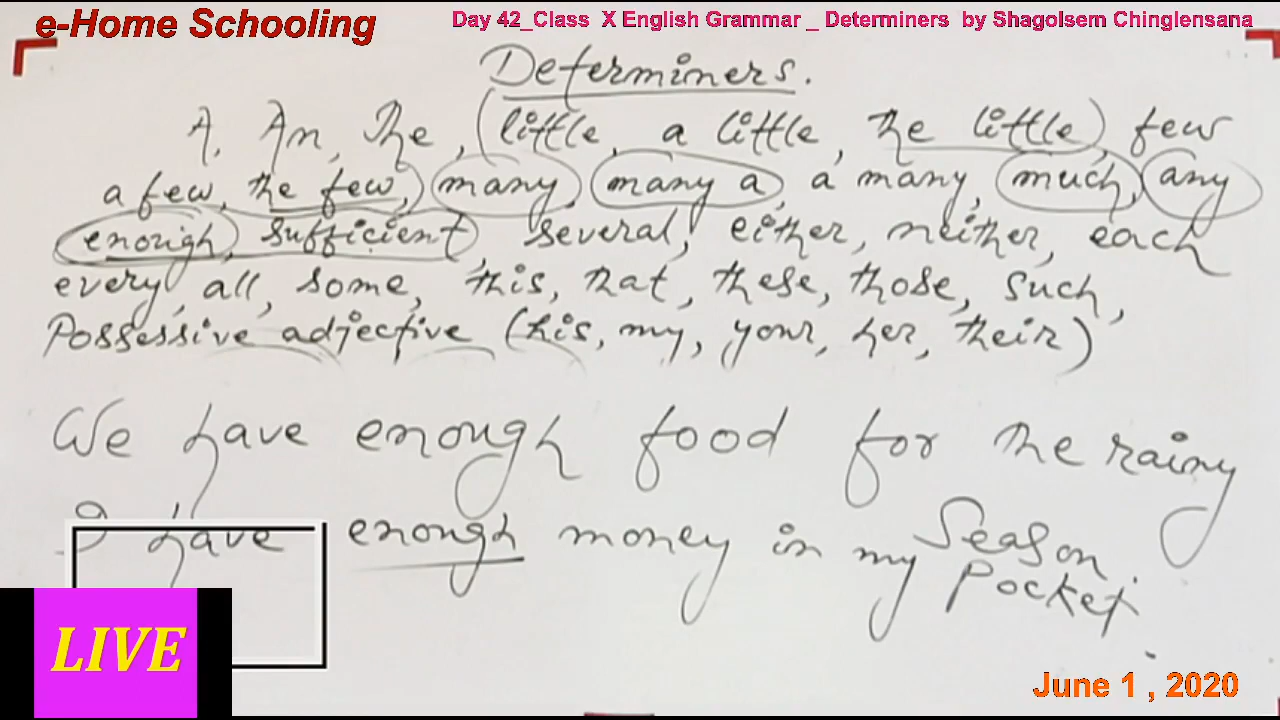 e-Home Schooling
Day 42_Class X English Grammar _ Determiners by Shagolsem Chinglensana
Determiners.
A, An, The, (little, a little, the little), few
a few, the few,) many, many a, a many, much, any
enough, sufficient, several, either, neither, each
every, all, some, this, that, these, those, such,
Possessive adjective (his, my, your, her, their)
We have enough food for the rainy
Season.
I have enough money in my
Pocket.
LIVE
June 1 , 2020